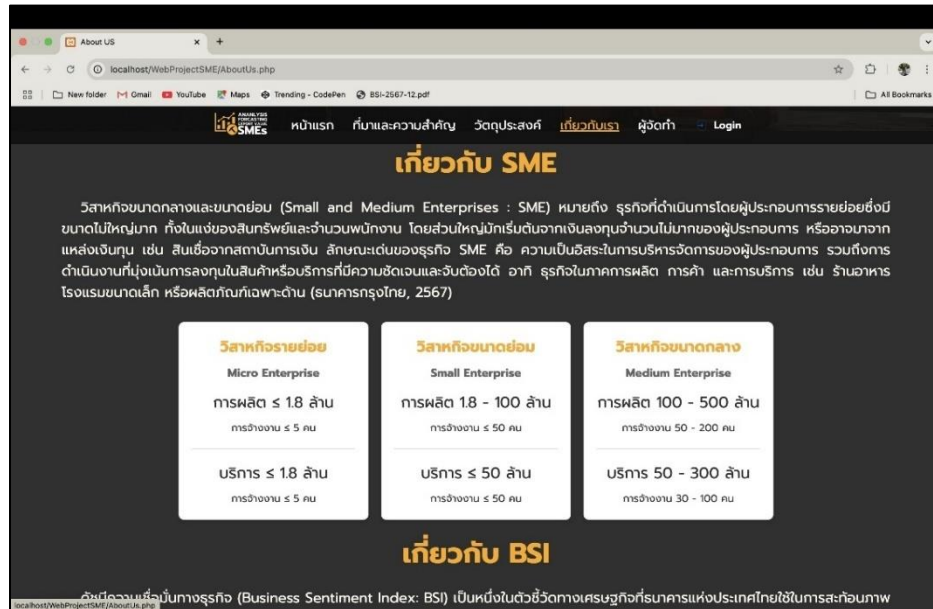 About US
localhost/WebProjectSME/AboutUs.php
New folder Gmail YouTube Maps Trending - CodePen BSI-2567-12.pdf All Bookmarks
ANANLYSIS
FORCASTING
EXPORT VALUE
&SMEs
หน้าแรก ที่มาและความสำคัญ วัตถุประสงค์ เกี่ยวกับเรา ผู้จัดทำ Login
เกี่ยวกับ SME
วิสาหกิจขนาดกลางและขนาดย่อม (Small and Medium Enterprises : SME) หมายถึง ธุรกิจที่ดำเนินการโดยผู้ประกอบการรายย่อยซึ่งมี
ขนาดไม่ใหญ่มาก ทั้งในแง่ของสินทรัพย์และจำนวนพนักงาน โดยส่วนใหญ่มักเริ่มต้นจากเงินลงทุนจำนวนไม่มากของผู้ประกอบการ หรืออาจมาจาก
แหล่งเงินทุน เช่น สินเชื่อจากสถาบันการเงิน ลักษณะเด่นของธุรกิจ SME คือ ความเป็นอิสระในการบริหารจัดการของผู้ประกอบการ รวมถึงการ
ดำเนินงานที่มุ่งเน้นการลงทุนในสินค้าหรือบริการที่มีความชัดเจนและจับต้องได้ อาทิ ธุรกิจในภาคการผลิต การค้า และการบริการ เช่น ร้านอาหาร
โรงแรมขนาดเล็ก หรือผลิตภัณฑ์เฉพาะด้าน (ธนาคารกรุงไทย, 2567)
วิสาหกิจรายย่อย
Micro Enterprise
การผลิต ≤ 1.8 ล้าน
การจ้างงาน ≤ 5 คน
บริการ ≤ 1.8 ล้าน
การจ้างงาน ≤ 5 คน
วิสาหกิจขนาดย่อม
Small Enterprise
การผลิต 1.8 - 100 ล้าน
การจ้างงาน ≤ 50 คน
บริการ ≤ 50 ล้าน
การจ้างงาน ≤ 50 คน
วิสาหกิจขนาดกลาง
Medium Enterprise
การผลิต 100 - 500 ล้าน
การจ้างงาน 50 - 200 คน
บริการ 50 - 300 ล้าน
การจ้างงาน 30 - 100 คน
เกี่ยวกับ BSI
ดัชนีความเชื่อมั่นทางธุรกิจ (Business Sentiment Index: BSI) เป็นหนึ่งในตัวชี้วัดทางเศรษฐกิจที่ธนาคารแห่งประเทศไทยใช้ในการสะท้อนภาพ
localhost/WebProjectSME/AboutUs.php